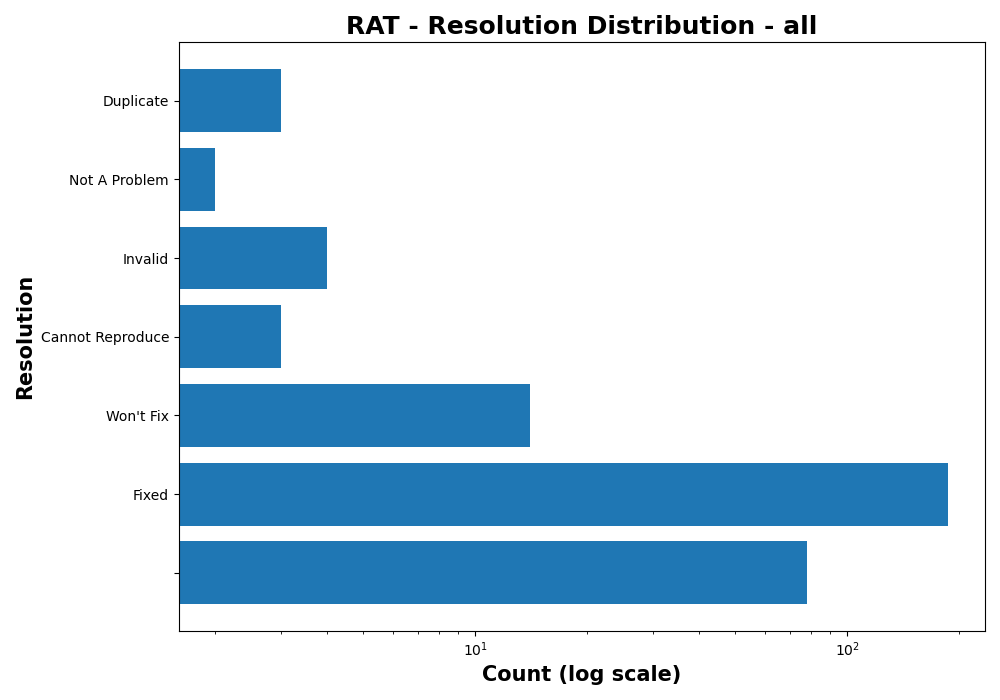 RAT - Resolution Distribution - all
Resolution
Duplicate
Not A Problem
Invalid
Cannot Reproduce
Won't Fix
Fixed
10¹
10²
Count (log scale)